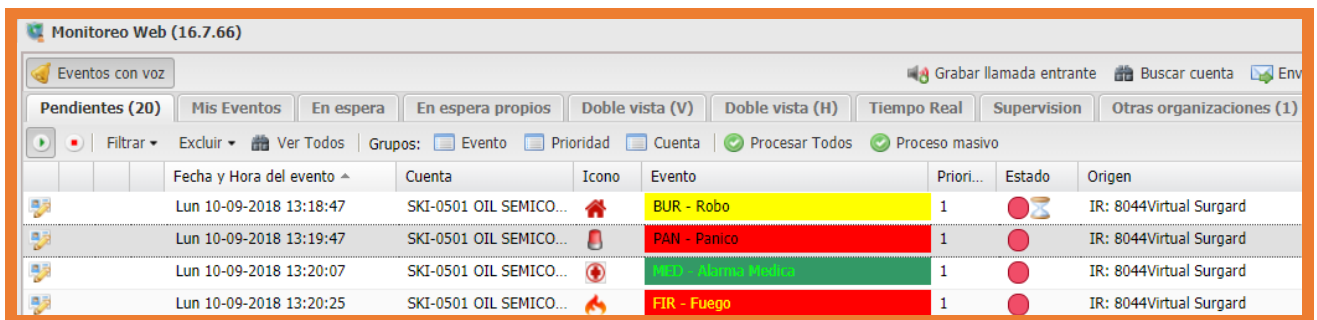 Monitoreo Web (16.7.66)
Eventos con voz Grabar llamada entrante Buscar cuenta Env
Pendientes (20) Mis Eventos En espera En espera propios Doble vista (V) Doble vista (H) Tiempo Real Supervision Otras organizaciones (1)
Filtrar Excluir Ver Todos Grupos: Evento Prioridad Cuenta Procesar Todos Proceso masivo
Fecha y Hora del evento Cuenta Icono Evento Priori... Estado Origen
Lun 10-09-2018 13:18:47 SKI-0501 OIL SEMICO... BUR - Robo 1 IR: 8044Virtual Surgard
Lun 10-09-2018 13:19:47 SKI-0501 OIL SEMICO... PAN - Panico 1 IR: 8044Virtual Surgard
Lun 10-09-2018 13:20:07 SKI-0501 OIL SEMICO... MED - Alarma Medica 1 IR: 8044Virtual Surgard
Lun 10-09-2018 13:20:25 SKI-0501 OIL SEMICO... FIR - Fuego 1 IR: 8044Virtual Surgard